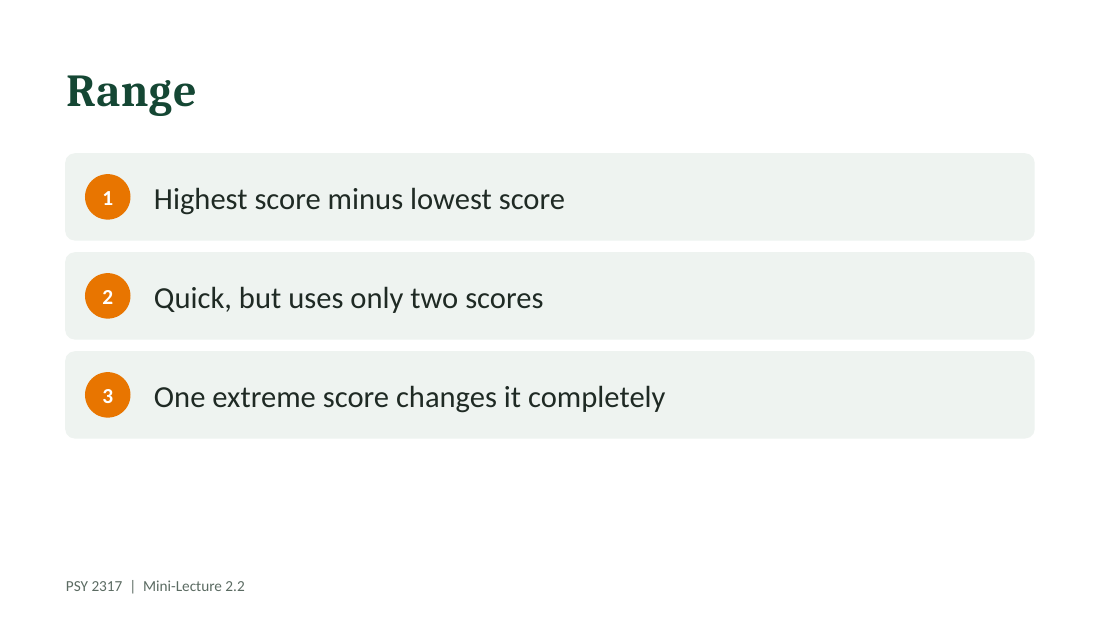 Range
1 Highest score minus lowest score
2 Quick, but uses only two scores
3 One extreme score changes it completely
PSY 2317 | Mini-Lecture 2.2